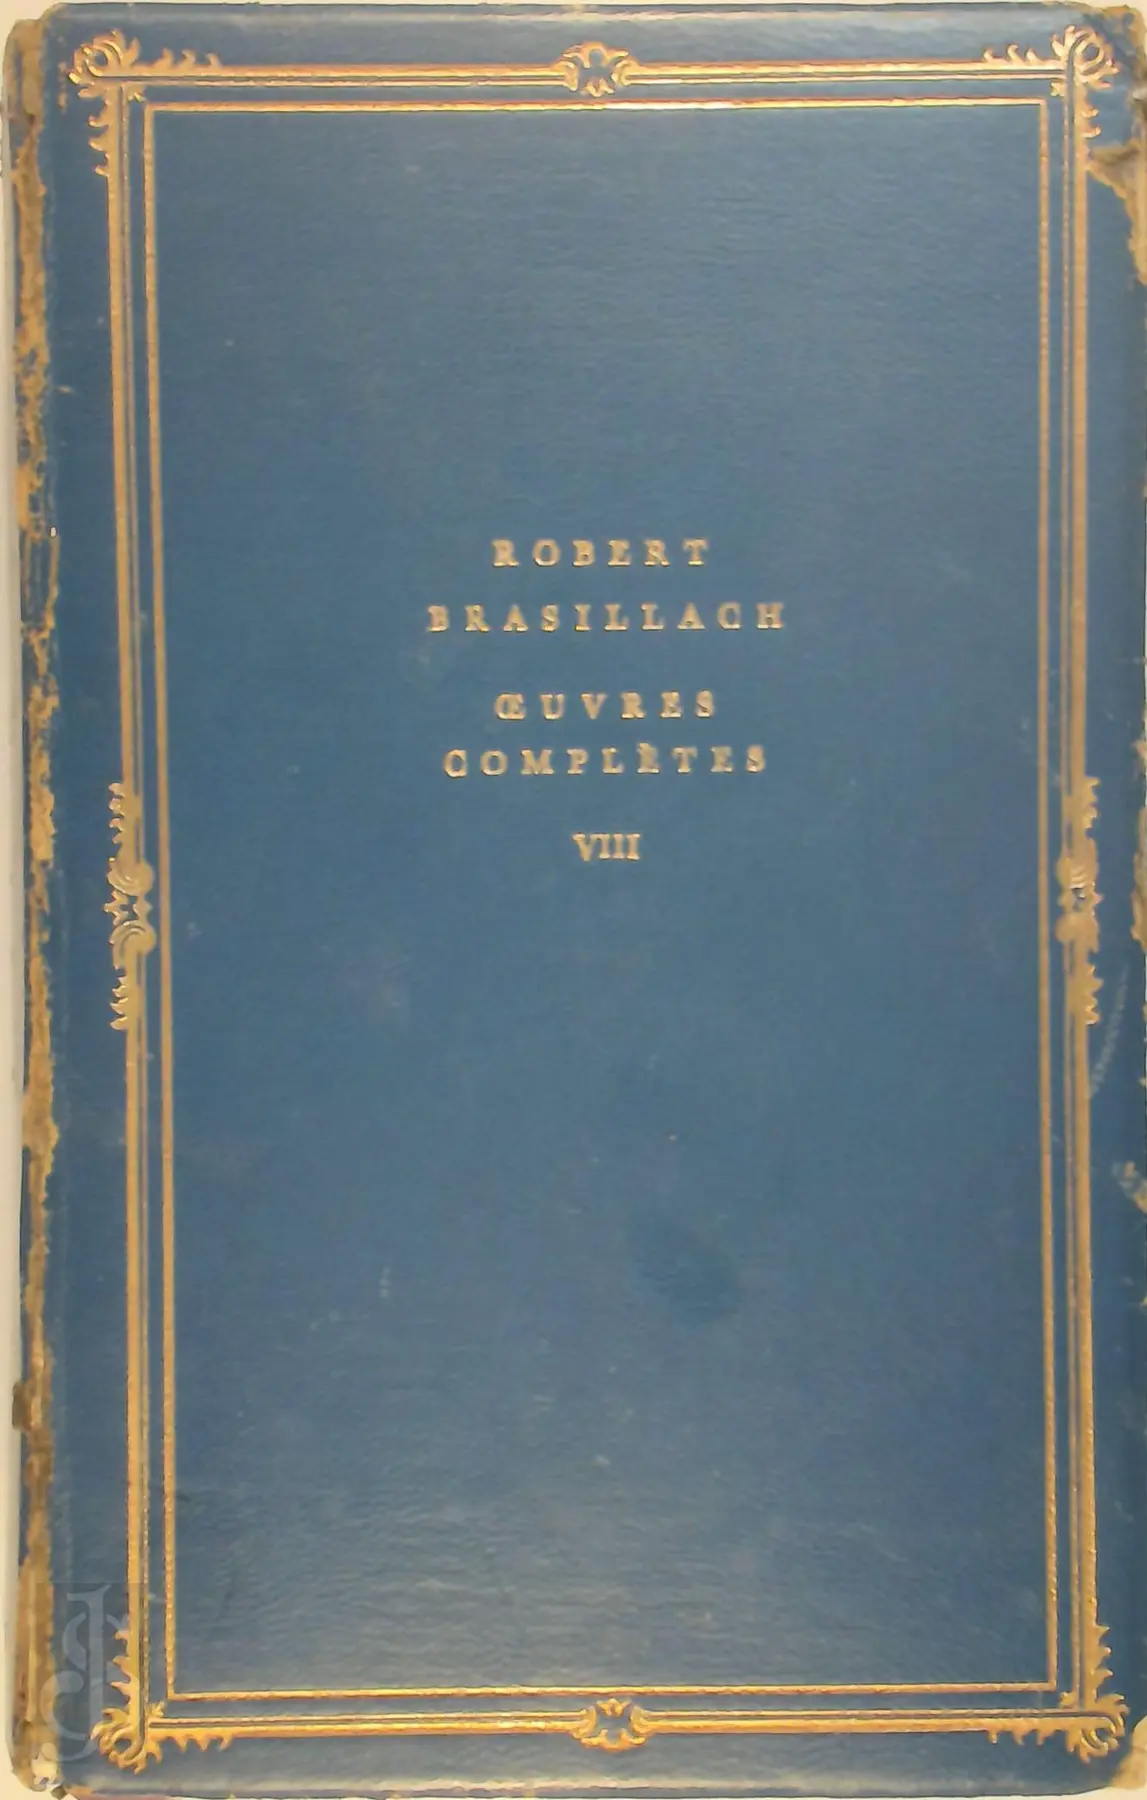 ROBERT
BRASILLACH
ŒUVRES
COMPLÈTES
VIII